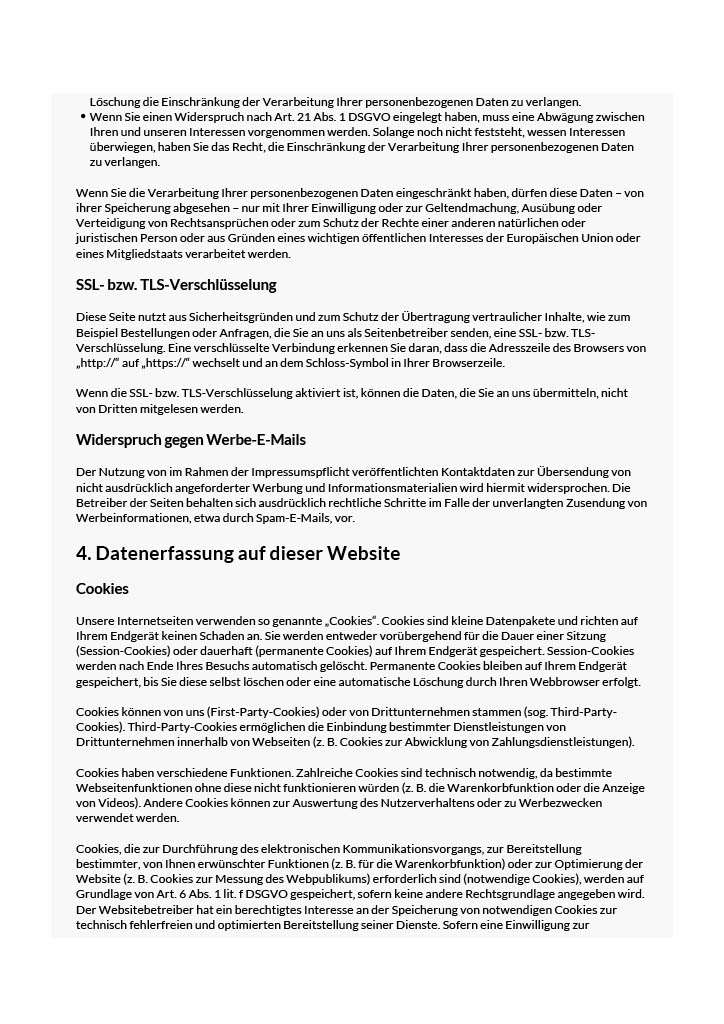 Löschung die Einschränkung der Verarbeitung Ihrer personenbezogenen Daten zu verlangen.
• Wenn Sie einen Widerspruch nach Art. 21 Abs. 1 DSGVO eingelegt haben, muss eine Abwägung zwischen
Ihren und unseren Interessen vorgenommen werden. Solange noch nicht feststeht, wessen Interessen
überwiegen, haben Sie das Recht, die Einschränkung der Verarbeitung Ihrer personenbezogenen Daten
zu verlangen.
Wenn Sie die Verarbeitung Ihrer personenbezogenen Daten eingeschränkt haben, dürfen diese Daten – von
ihrer Speicherung abgesehen – nur mit Ihrer Einwilligung oder zur Geltendmachung, Ausübung oder
Verteidigung von Rechtsansprüchen oder zum Schutz der Rechte einer anderen natürlichen oder
juristischen Person oder aus Gründen eines wichtigen öffentlichen Interesses der Europäischen Union oder
eines Mitgliedstaats verarbeitet werden.
SSL- bzw. TLS-Verschlüsselung
Diese Seite nutzt aus Sicherheitsgründen und zum Schutz der Übertragung vertraulicher Inhalte, wie zum
Beispiel Bestellungen oder Anfragen, die Sie an uns als Seitenbetreiber senden, eine SSL- bzw. TLS-
Verschlüsselung. Eine verschlüsselte Verbindung erkennen Sie daran, dass die Adresszeile des Browsers von
„http://“ auf „https://“ wechselt und an dem Schloss-Symbol in Ihrer Browserzeile.
Wenn die SSL- bzw. TLS-Verschlüsselung aktiviert ist, können die Daten, die Sie an uns übermitteln, nicht
von Dritten mitgelesen werden.
Widerspruch gegen Werbe-E-Mails
Der Nutzung von im Rahmen der Impressumspflicht veröffentlichten Kontaktdaten zur Übersendung von
nicht ausdrücklich angeforderter Werbung und Informationsmaterialien wird hiermit widersprochen. Die
Betreiber der Seiten behalten sich ausdrücklich rechtliche Schritte im Falle der unverlangten Zusendung von
Werbeinformationen, etwa durch Spam-E-Mails, vor.
4. Datenerfassung auf dieser Website
Cookies
Unsere Internetseiten verwenden so genannte „Cookies“. Cookies sind kleine Datenpakete und richten auf
Ihrem Endgerät keinen Schaden an. Sie werden entweder vorübergehend für die Dauer einer Sitzung
(Session-Cookies) oder dauerhaft (permanente Cookies) auf Ihrem Endgerät gespeichert. Session-Cookies
werden nach Ende Ihres Besuchs automatisch gelöscht. Permanente Cookies bleiben auf Ihrem Endgerät
gespeichert, bis Sie diese selbst löschen oder eine automatische Löschung durch Ihren Webbrowser erfolgt.
Cookies können von uns (First-Party-Cookies) oder von Drittunternehmen stammen (sog. Third-Party-
Cookies). Third-Party-Cookies ermöglichen die Einbindung bestimmter Dienstleistungen von
Drittunternehmen innerhalb von Webseiten (z. B. Cookies zur Abwicklung von Zahlungsdienstleistungen).
Cookies haben verschiedene Funktionen. Zahlreiche Cookies sind technisch notwendig, da bestimmte
Webseitenfunktionen ohne diese nicht funktionieren würden (z. B. die Warenkorbfunktion oder die Anzeige
von Videos). Andere Cookies können zur Auswertung des Nutzerverhaltens oder zu Werbezwecken
verwendet werden.
Cookies, die zur Durchführung des elektronischen Kommunikationsvorgangs, zur Bereitstellung
bestimmter, von Ihnen erwünschter Funktionen (z. B. für die Warenkorbfunktion) oder zur Optimierung der
Website (z. B. Cookies zur Messung des Webpublikums) erforderlich sind (notwendige Cookies), werden auf
Grundlage von Art. 6 Abs. 1 lit. f DSGVO gespeichert, sofern keine andere Rechtsgrundlage angegeben wird.
Der Websitebetreiber hat ein berechtigtes Interesse an der Speicherung von notwendigen Cookies zur
technisch fehlerfreien und optimierten Bereitstellung seiner Dienste. Sofern eine Einwilligung zur